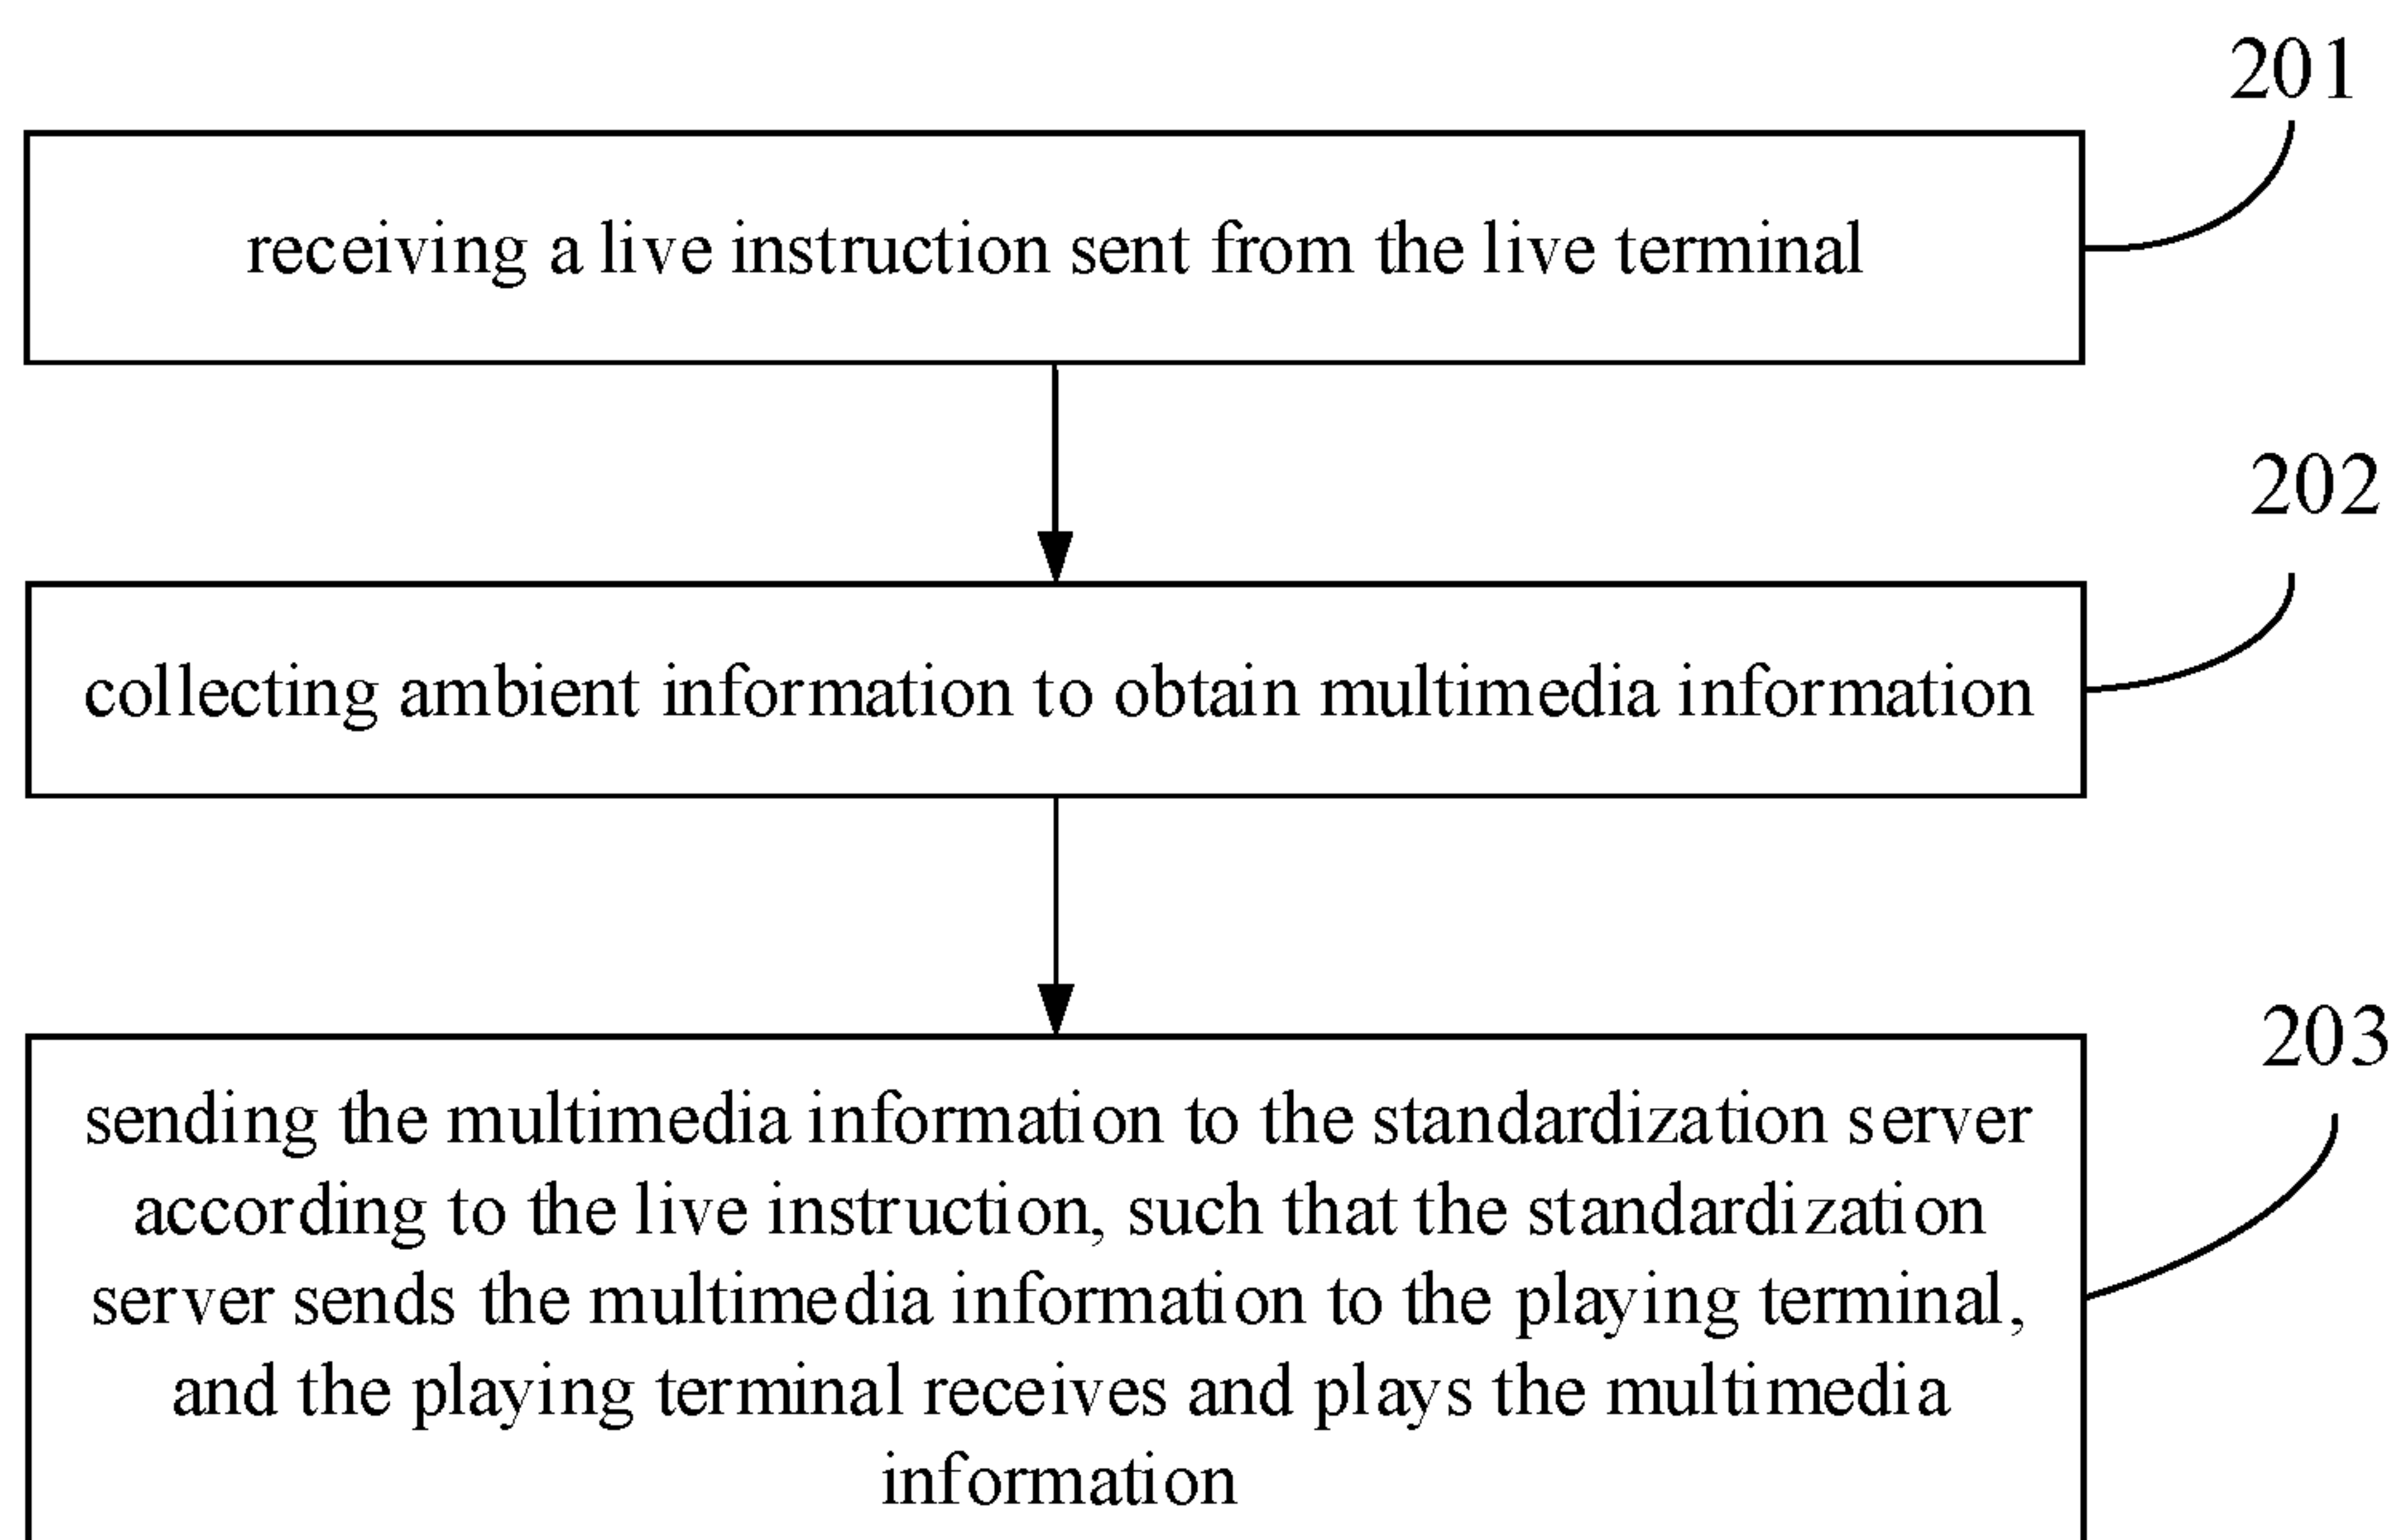 201
receiving a live instruction sent from the live terminal
202
collecting ambient information to obtain multimedia information
203
sending the multimedia information to the standardization server
according to the live instruction, such that the standardization
server sends the multimedia information to the playing terminal,
and the playing terminal receives and plays the multimedia
information